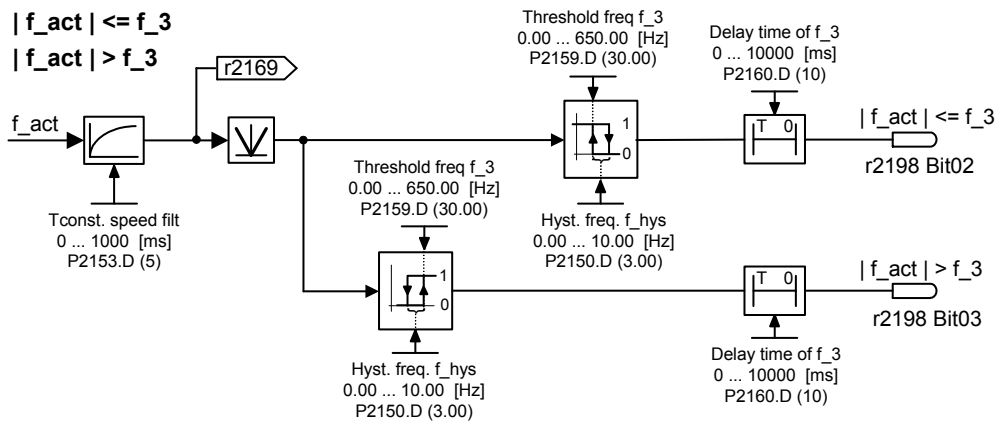 | f_act | <= f_3
| f_act | > f_3
r2169
f_act
Tconst. speed filt
0 ... 1000 [ms]
P2153.D (5)
Threshold freq f_3
0.00 ... 650.00 [Hz]
P2159.D (30.00)
1
0
Hyst. freq. f_hys
0.00 ... 10.00 [Hz]
P2150.D (3.00)
Delay time of f_3
0 ... 10000 [ms]
P2160.D (10)
T 0
| f_act | <= f_3
r2198 Bit02
Threshold freq f_3
0.00 ... 650.00 [Hz]
P2159.D (30.00)
1
0
Hyst. freq. f_hys
0.00 ... 10.00 [Hz]
P2150.D (3.00)
T 0
Delay time of f_3
0 ... 10000 [ms]
P2160.D (10)
| f_act | > f_3
r2198 Bit03